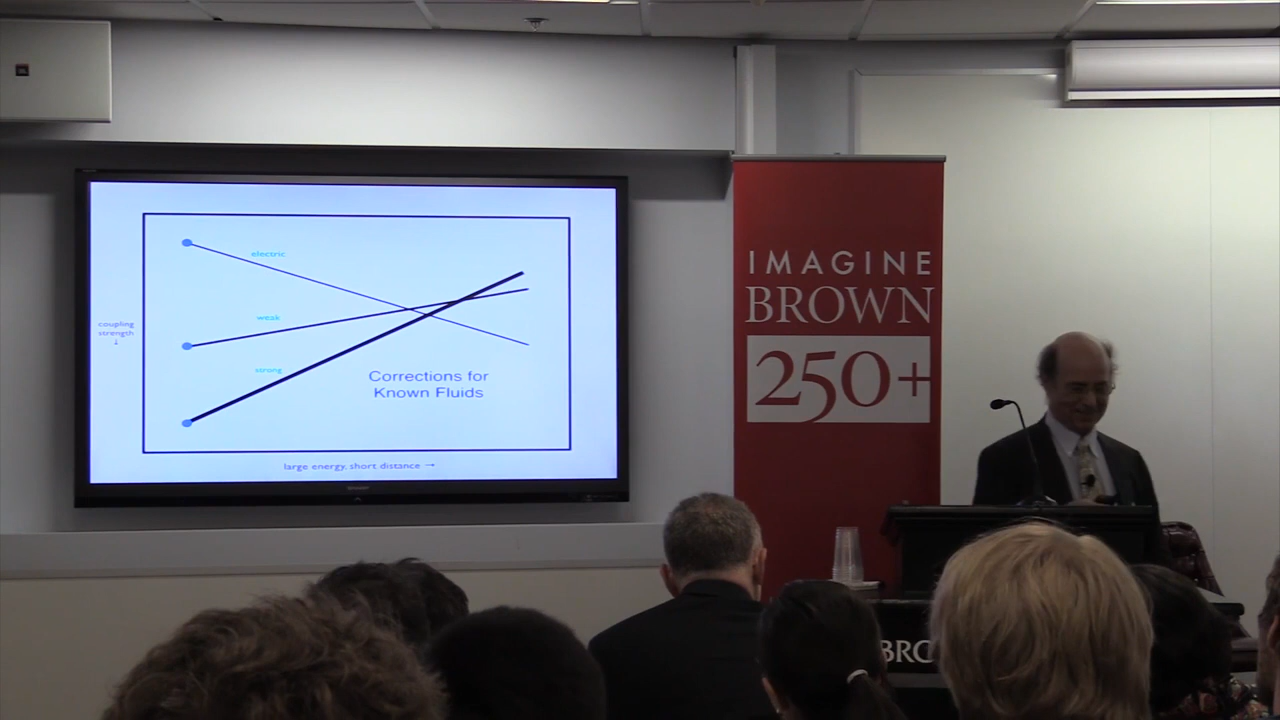 electric
weak
coupling
strength
↓
strong
Corrections for
Known Fluids
large energy, short distance →
IMAGINE
BROWN
250+
BRO